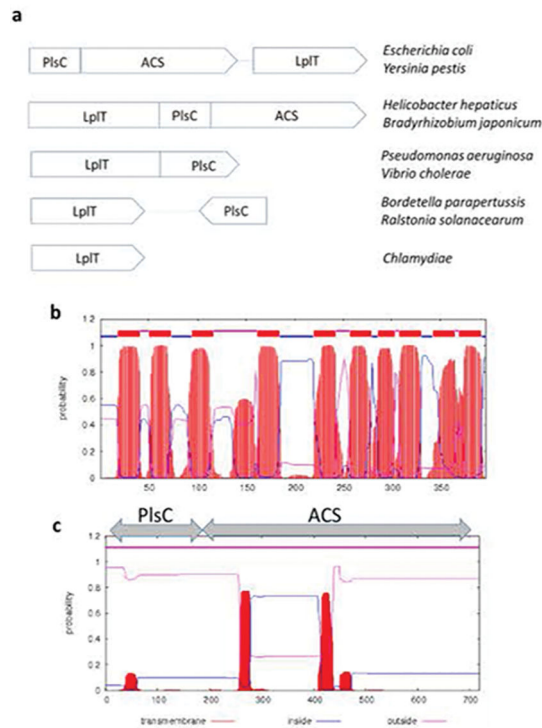 a
PlsC ACS LplT
Escherichia coli
Yersinia pestis
LplT PlsC ACS
Helicobacter hepaticus
Bradyrhizobium japonicum
LplT PlsC
Pseudomonas aeruginosa
Vibrio cholerae
LplT PlsC
Bordetella parapertussis
Ralstonia solanacearum
LplT
Chlamydiae
b
1.2
1
0.8
0.6
0.4
0.2
0
probability
50 100 150 200 250 300 350
c
PlsC ACS
1.2
1
0.8
0.6
0.4
0.2
0
probability
0 100 200 300 400 500 600 700
transmembrane inside outside